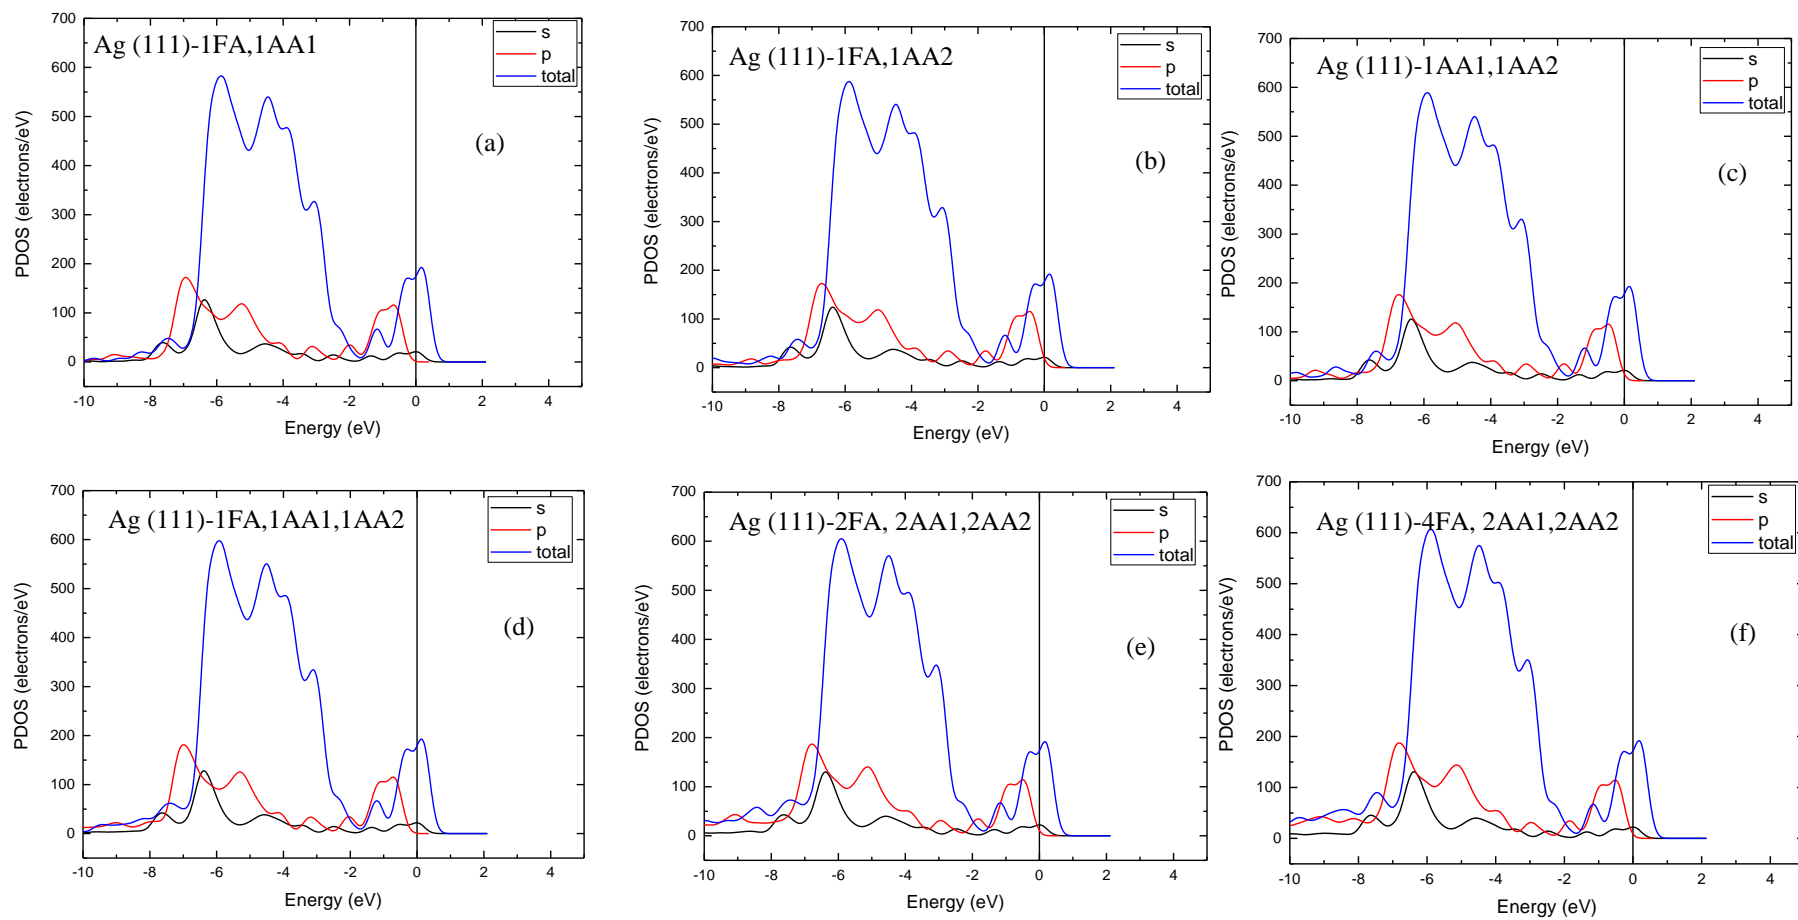 Ag (111)-1FA,1AA1
s
p
total
(a)
PDOS (electrons/eV)
700
600
500
400
300
200
100
0
-10 -8 -6 -4 -2 0 2 4
Energy (eV)
Ag (111)-1FA,1AA2
s
p
total
(b)
PDOS (electrons/eV)
700
600
500
400
300
200
100
0
-10 -8 -6 -4 -2 0 2 4
Energy (eV)
Ag (111)-1AA1,1AA2
s
p
total
(c)
PDOS (electrons/eV)
700
600
500
400
300
200
100
0
-10 -8 -6 -4 -2 0 2 4
Energy (eV)
Ag (111)-1FA,1AA1,1AA2
s
p
total
(d)
PDOS (electrons/eV)
700
600
500
400
300
200
100
0
-10 -8 -6 -4 -2 0 2 4
Energy (eV)
Ag (111)-2FA, 2AA1,2AA2
s
p
total
(e)
PDOS (electrons/eV)
700
600
500
400
300
200
100
0
-10 -8 -6 -4 -2 0 2 4
Energy (eV)
Ag (111)-4FA, 2AA1,2AA2
s
p
total
(f)
PDOS (electrons/eV)
700
600
500
400
300
200
100
0
-10 -8 -6 -4 -2 0 2 4
Energy (eV)